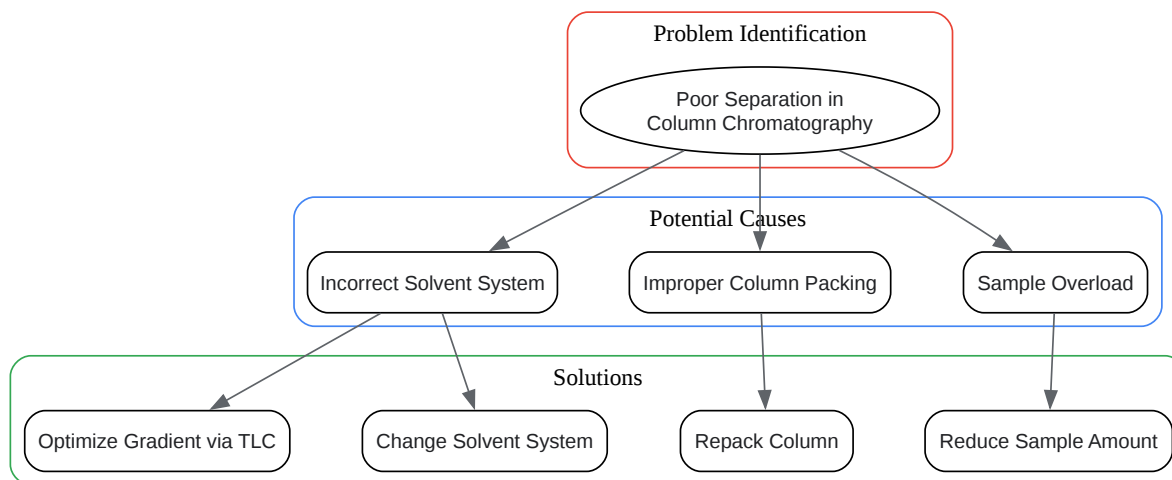 Problem Identification
Poor Separation in
Column Chromatography
Potential Causes
Incorrect Solvent System
Improper Column Packing
Sample Overload
Solutions
Optimize Gradient via TLC
Change Solvent System
Repack Column
Reduce Sample Amount